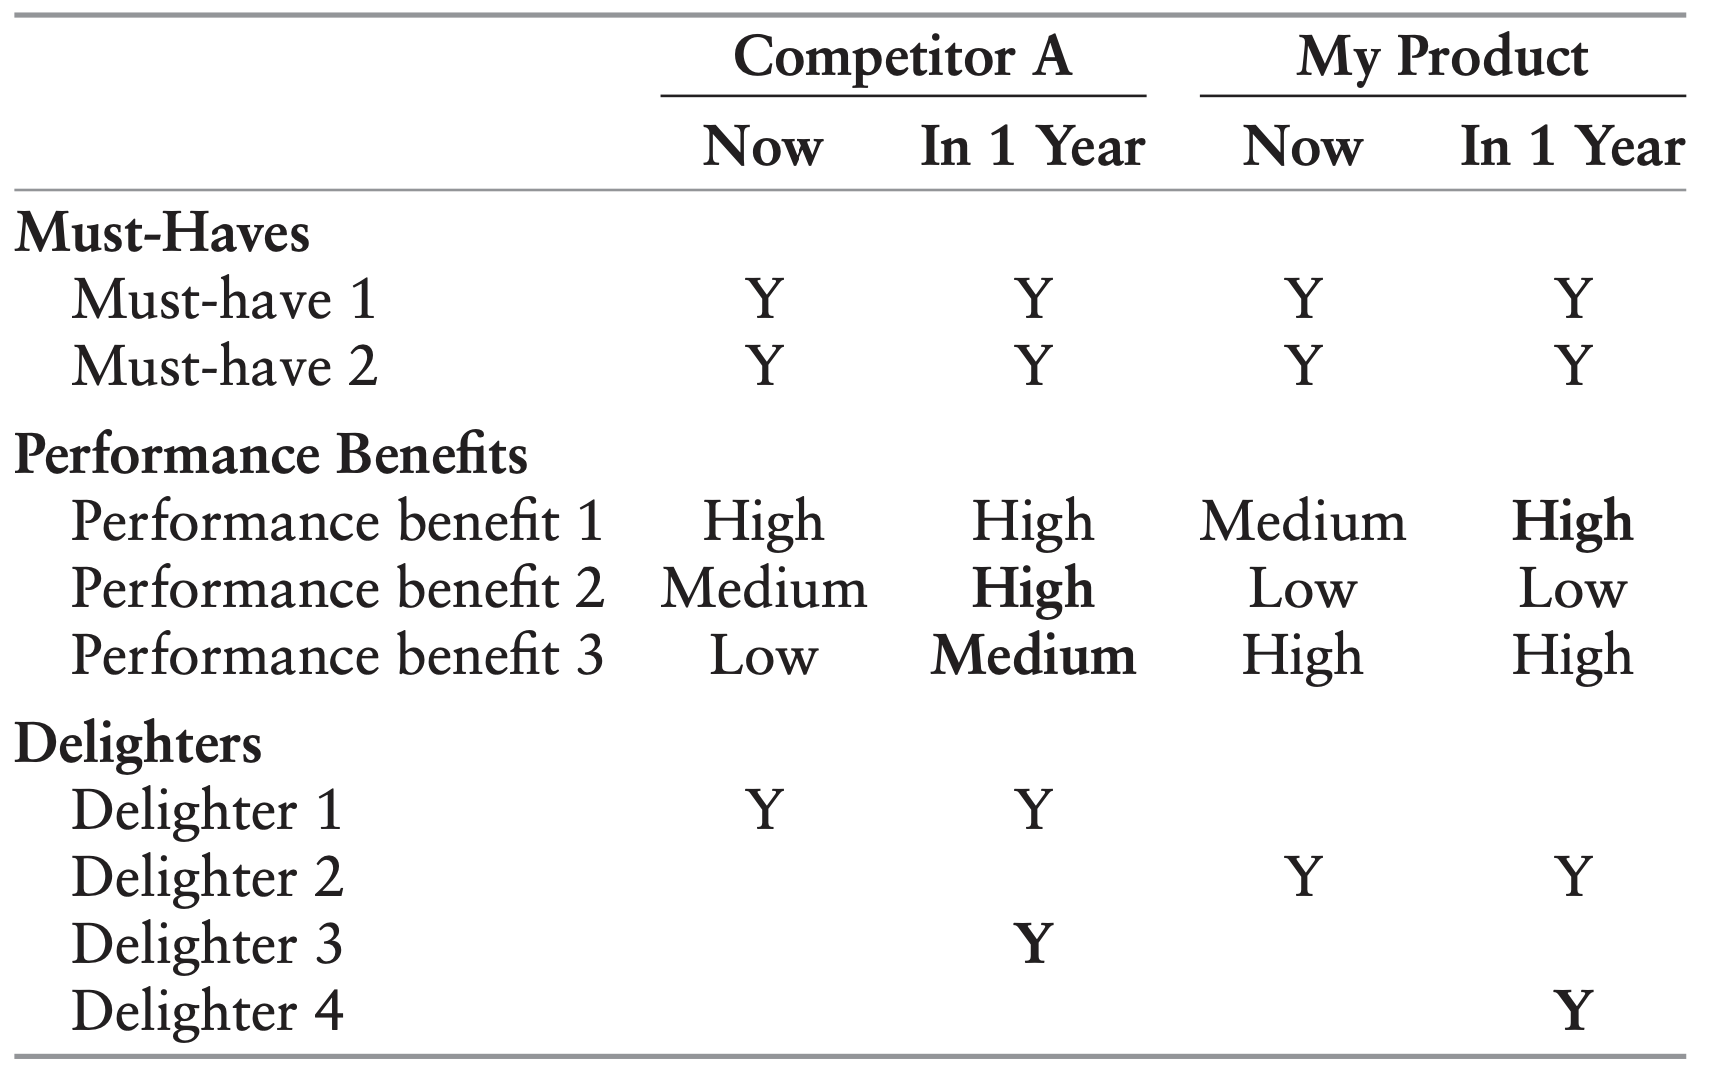 Competitor A My Product
Now In 1 Year Now In 1 Year
Must-Haves
Must-have 1 Y Y Y Y
Must-have 2 Y Y Y Y
Performance Benefits
Performance benefit 1 High High Medium High
Performance benefit 2 Medium High Low Low
Performance benefit 3 Low Medium High High
Delighters
Delighter 1 Y Y
Delighter 2 Y Y
Delighter 3 Y
Delighter 4 Y